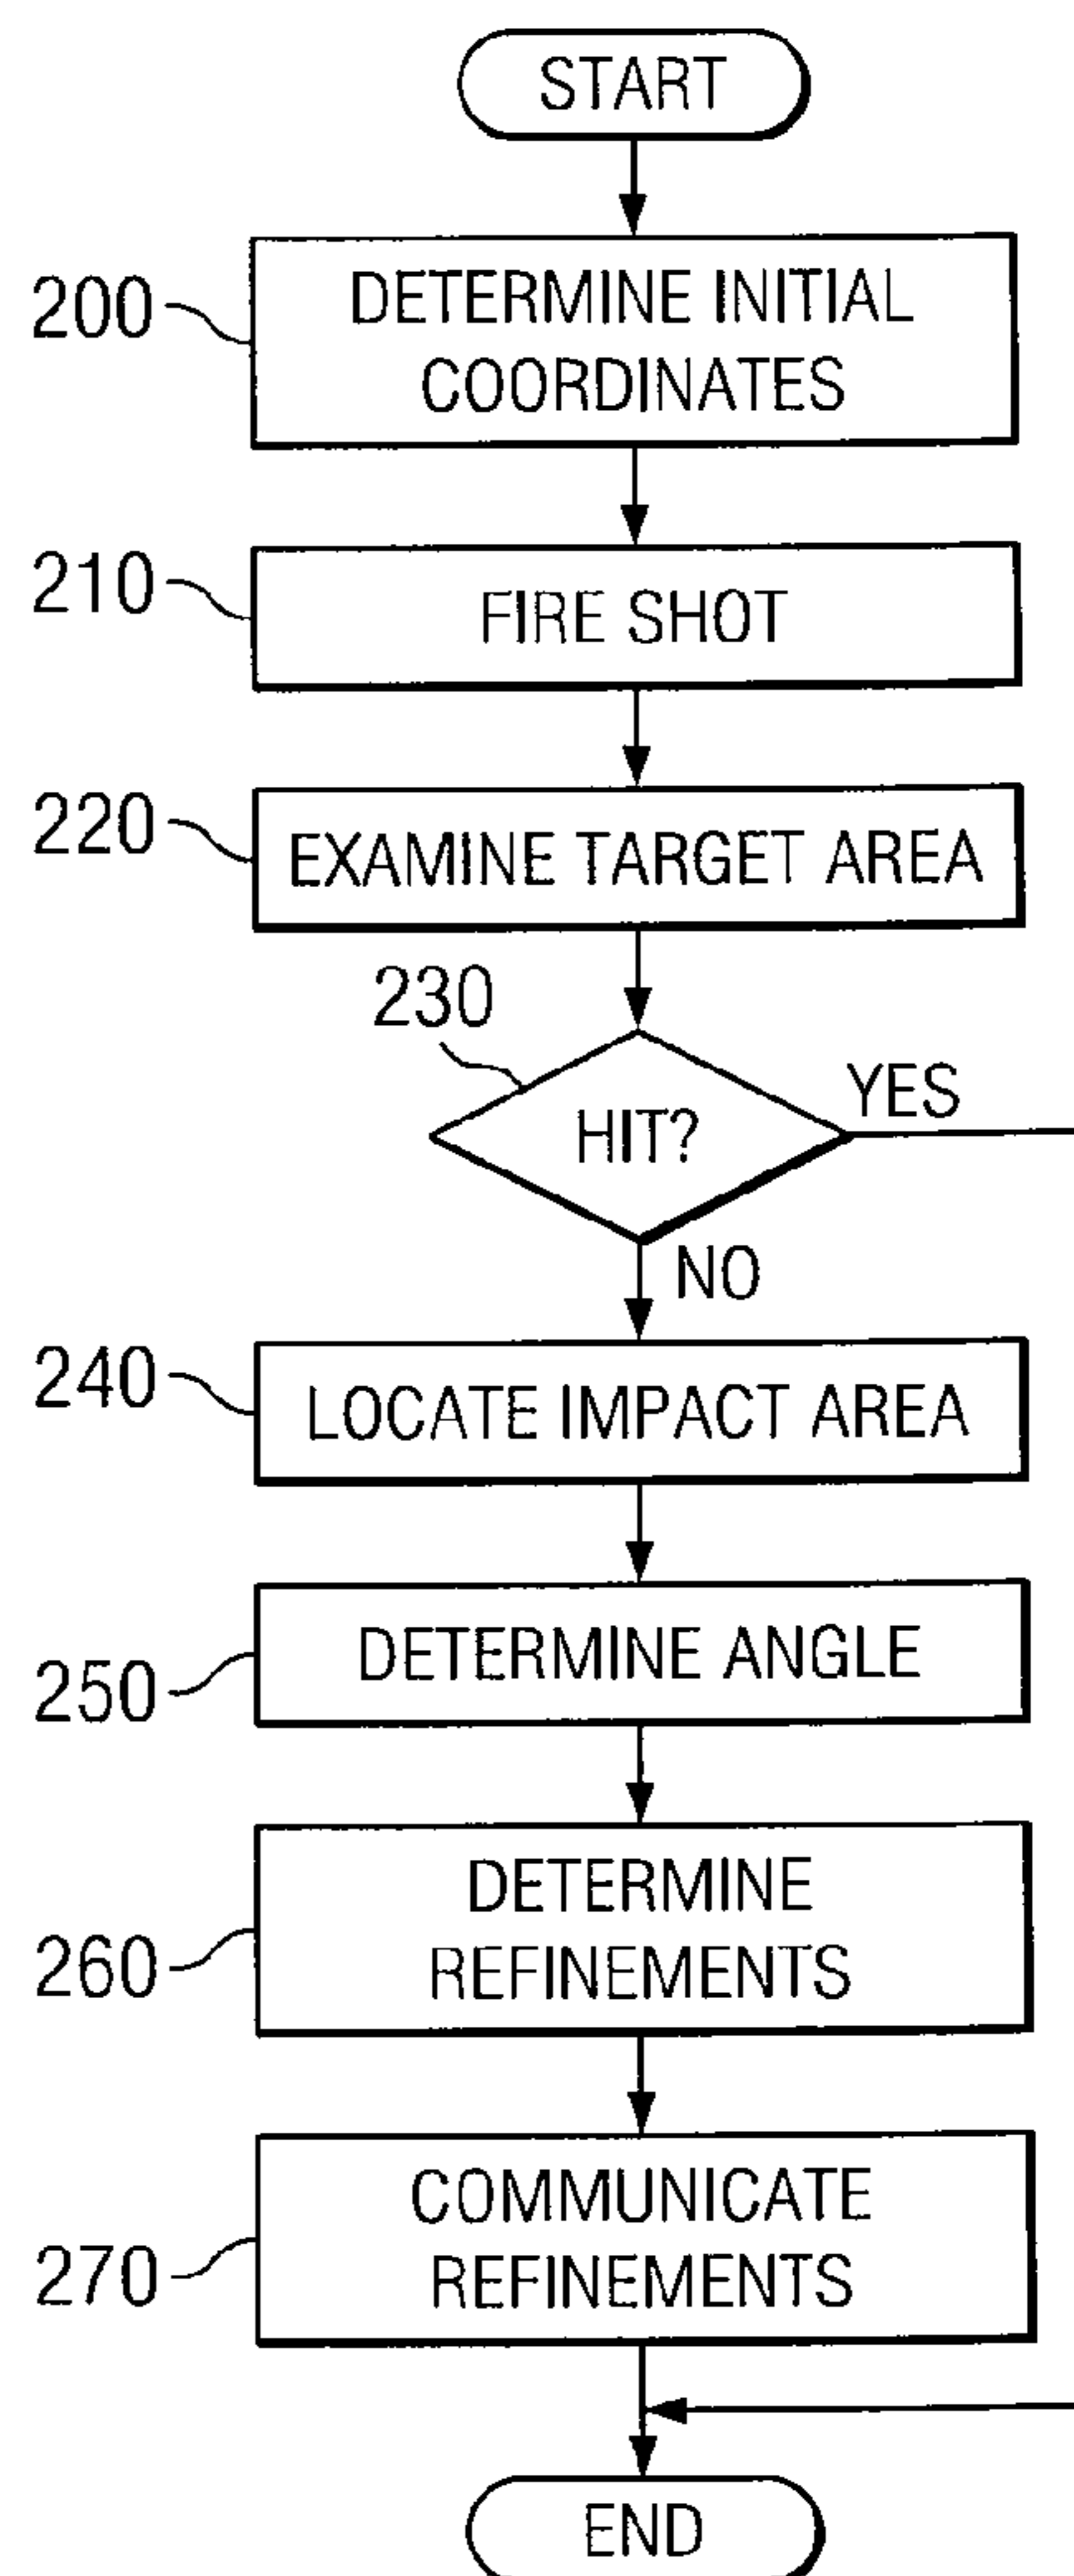 START
200
DETERMINE INITIAL
COORDINATES
210
FIRE SHOT
220
EXAMINE TARGET AREA
230
HIT?
YES
NO
240
LOCATE IMPACT AREA
250
DETERMINE ANGLE
260
DETERMINE
REFINEMENTS
270
COMMUNICATE
REFINEMENTS
END